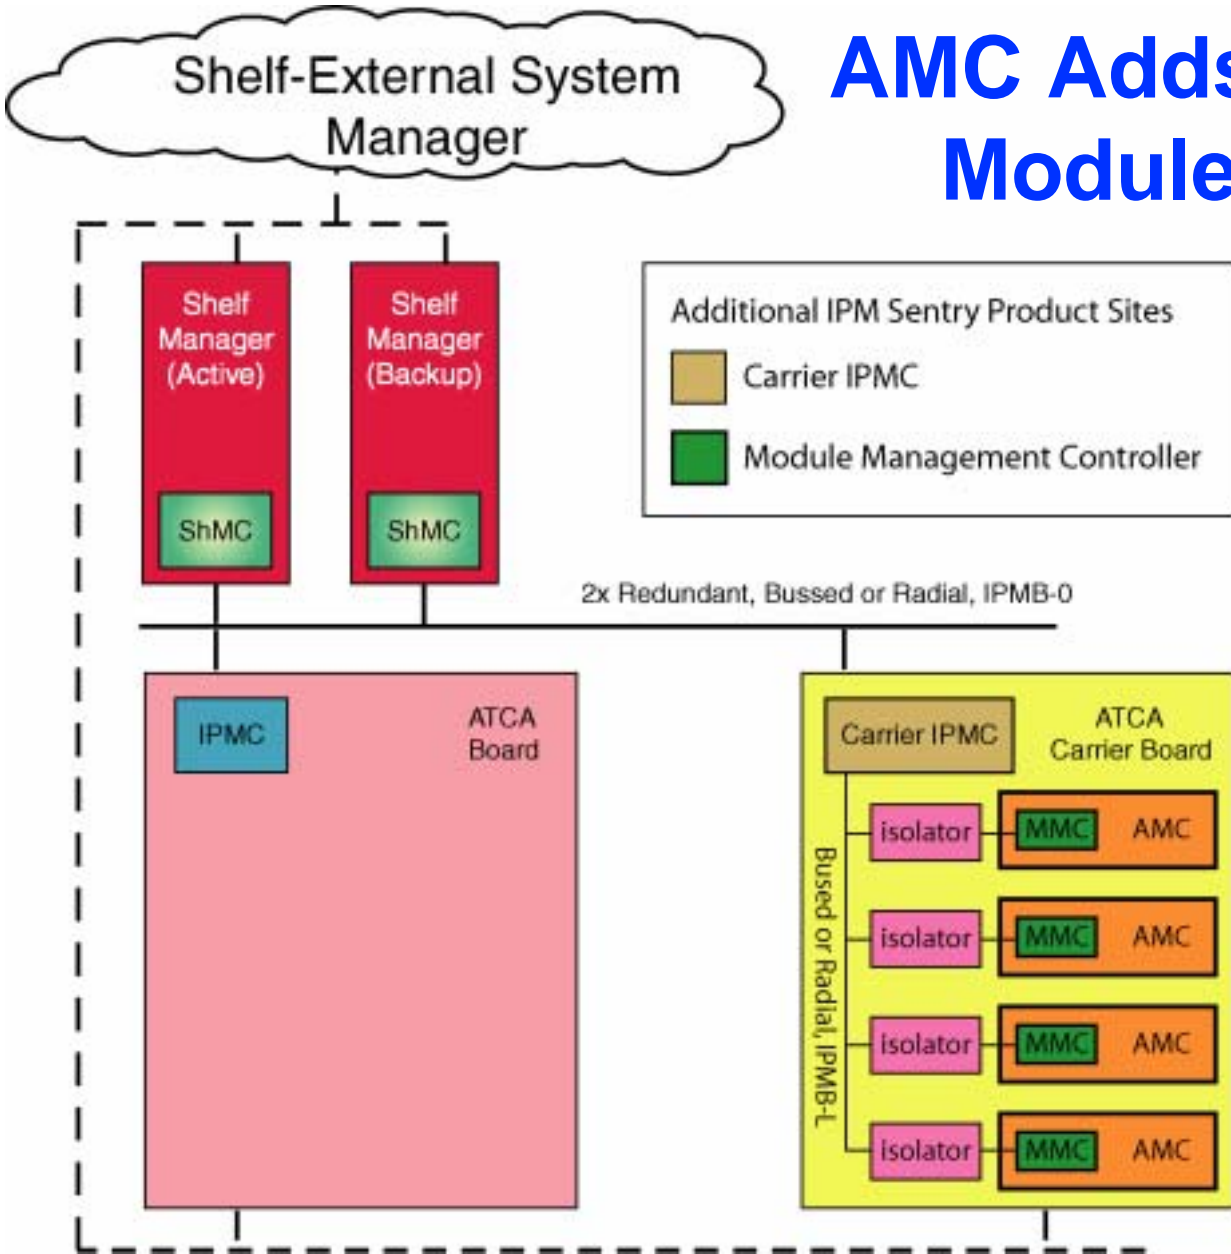 Shelf-External System
Manager
AMC Adds
Module
Shelf
Manager
(Active)
ShMC
Shelf
Manager
(Backup)
ShMC
Additional IPM Sentry Product Sites
Carrier IPMC
Module Management Controller
2x Redundant, Bussed or Radial, IPMB-0
IPMC
ATCA
Board
Carrier IPMC
ATCA
Carrier Board
Bused or Radial, IPMB-L
isolator
MMC
AMC
isolator
MMC
AMC
isolator
MMC
AMC
isolator
MMC
AMC